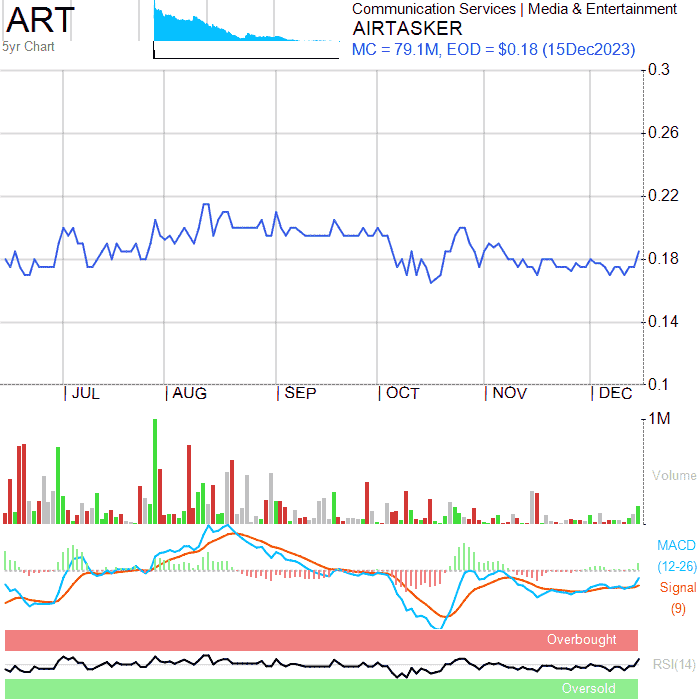 ART
5yr Chart
Communication Services | Media & Entertainment
AIRTASKER
MC = 79.1M, EOD = $0.18 (15Dec2023)
0.3
0.26
0.22
0.18
0.14
0.1
JUL AUG SEP OCT NOV DEC
1M
Volume
MACD
(12-26)
Signal
(9)
Overbought
RSI(14)
Oversold